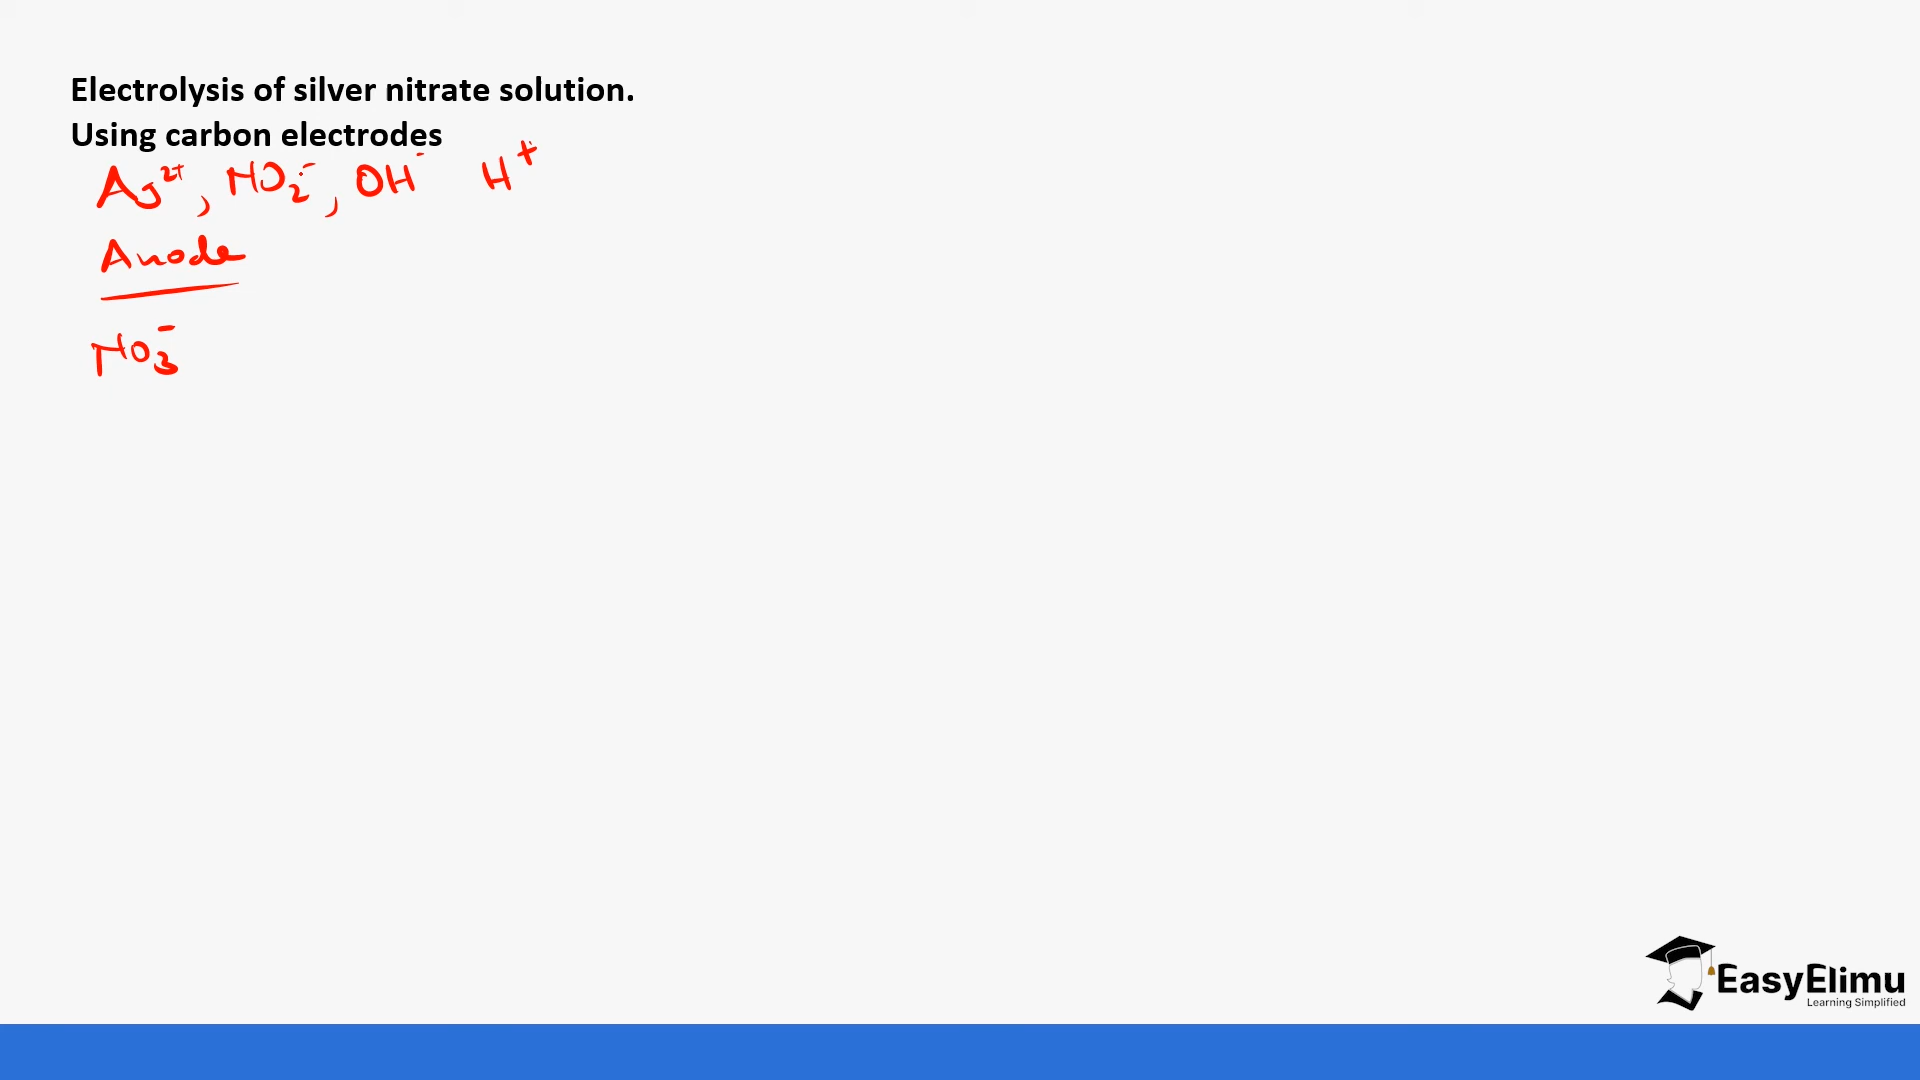 Electrolysis of silver nitrate solution.
Using carbon electrodes
Ag²⁺, NO₂⁻, OH⁻ H⁺
Anode
NO₃⁻
EasyElimu
Learning Simplified